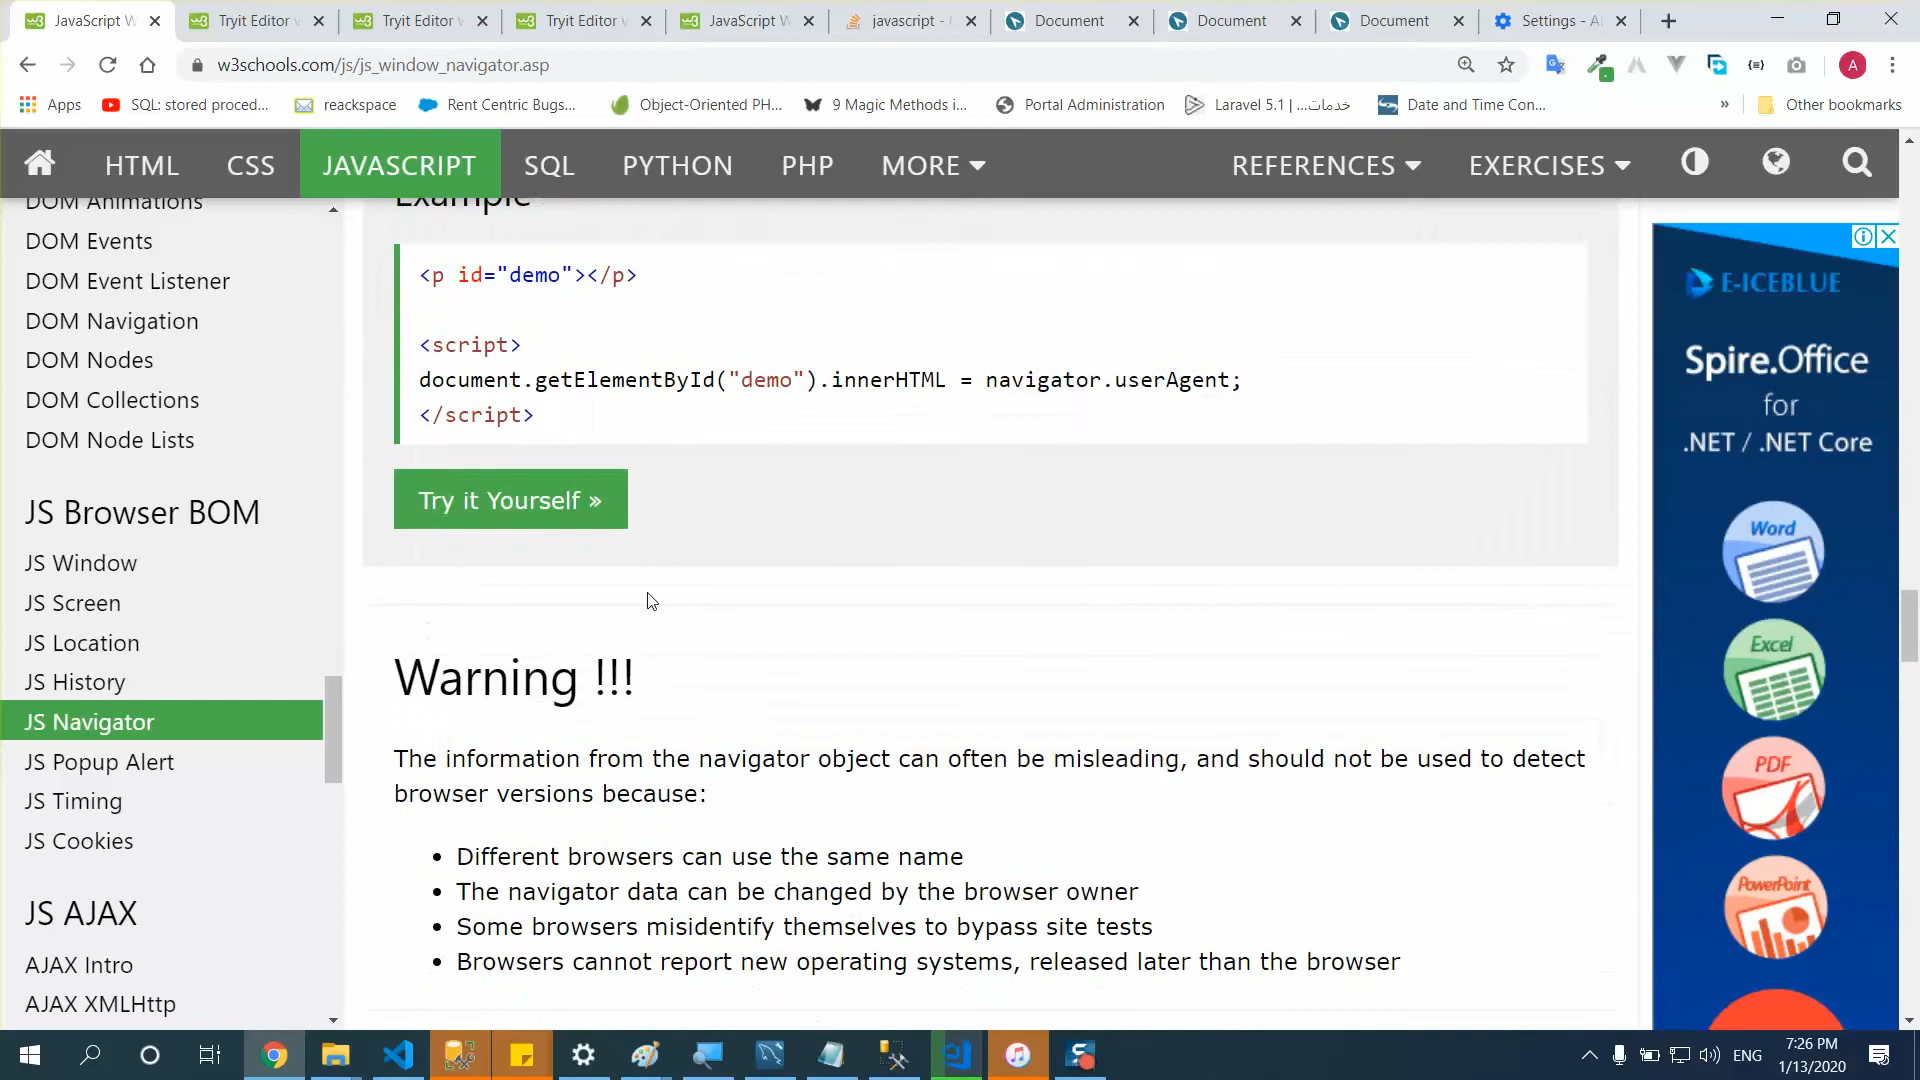 JavaScript W
Tryit Editor v
Tryit Editor v
Tryit Editor v
JavaScript W
javascript -
Document
Document
Document
Settings - A
w3schools.com/js/js_window_navigator.asp
A
Apps
SQL: stored proced...
reackspace
Rent Centric Bugs...
Object-Oriented PH...
9 Magic Methods i...
Portal Administration
Laravel 5.1 | ...خدمات
Date and Time Con...
»
Other bookmarks
HTML
CSS
JAVASCRIPT
SQL
PYTHON
PHP
MORE
REFERENCES
EXERCISES
DOM Animations
DOM Events
DOM Event Listener
DOM Navigation
DOM Nodes
DOM Collections
DOM Node Lists
JS Browser BOM
JS Window
JS Screen
JS Location
JS History
JS Navigator
JS Popup Alert
JS Timing
JS Cookies
JS AJAX
AJAX Intro
AJAX XMLHttp
Example
<p id="demo"></p>
<script>
document.getElementById("demo").innerHTML = navigator.userAgent;
</script>
Try it Yourself »
Warning !!!
The information from the navigator object can often be misleading, and should not be used to detect
browser versions because:
• Different browsers can use the same name
• The navigator data can be changed by the browser owner
• Some browsers misidentify themselves to bypass site tests
• Browsers cannot report new operating systems, released later than the browser
E-ICEBLUE
Spire.Office
for
.NET / .NET Core
Word
Excel
PDF
PowerPoint
ENG
7:26 PM
1/13/2020